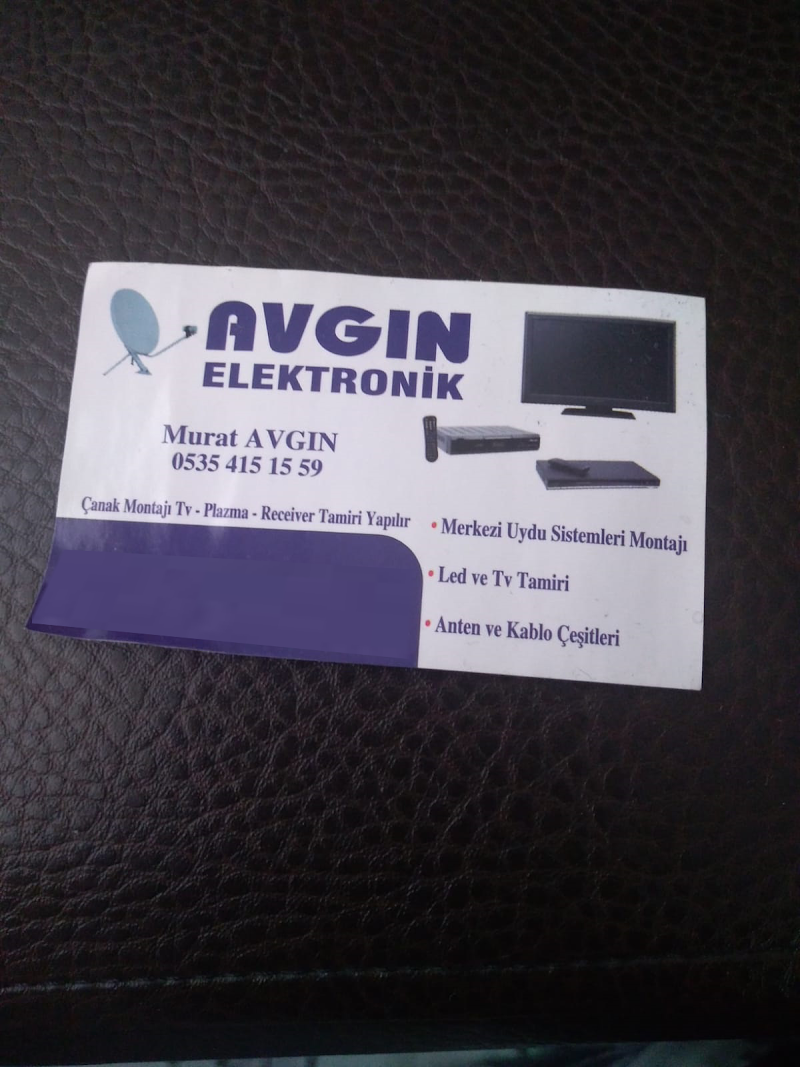 AVGIN
ELEKTRONİK
Murat AVGIN
0535 415 15 59
Çanak Montajı Tv - Plazma - Receiver Tamiri Yapılır
• Merkezi Uydu Sistemleri Montajı
• Led ve Tv Tamiri
• Anten ve Kablo Çeşitleri